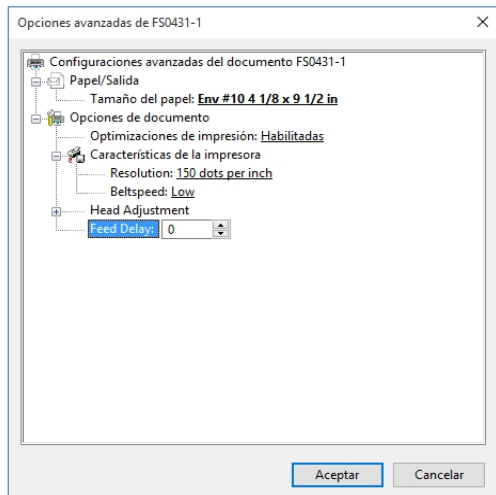 Opciones avanzadas de FS0431-1
Configuraciones avanzadas del documento FS0431-1
Papel/Salida
Tamaño del papel: Env #10 4 1/8 x 9 1/2 in
Opciones de documento
Optimizaciones de impresión: Habilitadas
Características de la impresora
Resolution: 150 dots per inch
Beltspeed: Low
Head Adjustment
Feed Delay: 0
Aceptar Cancelar